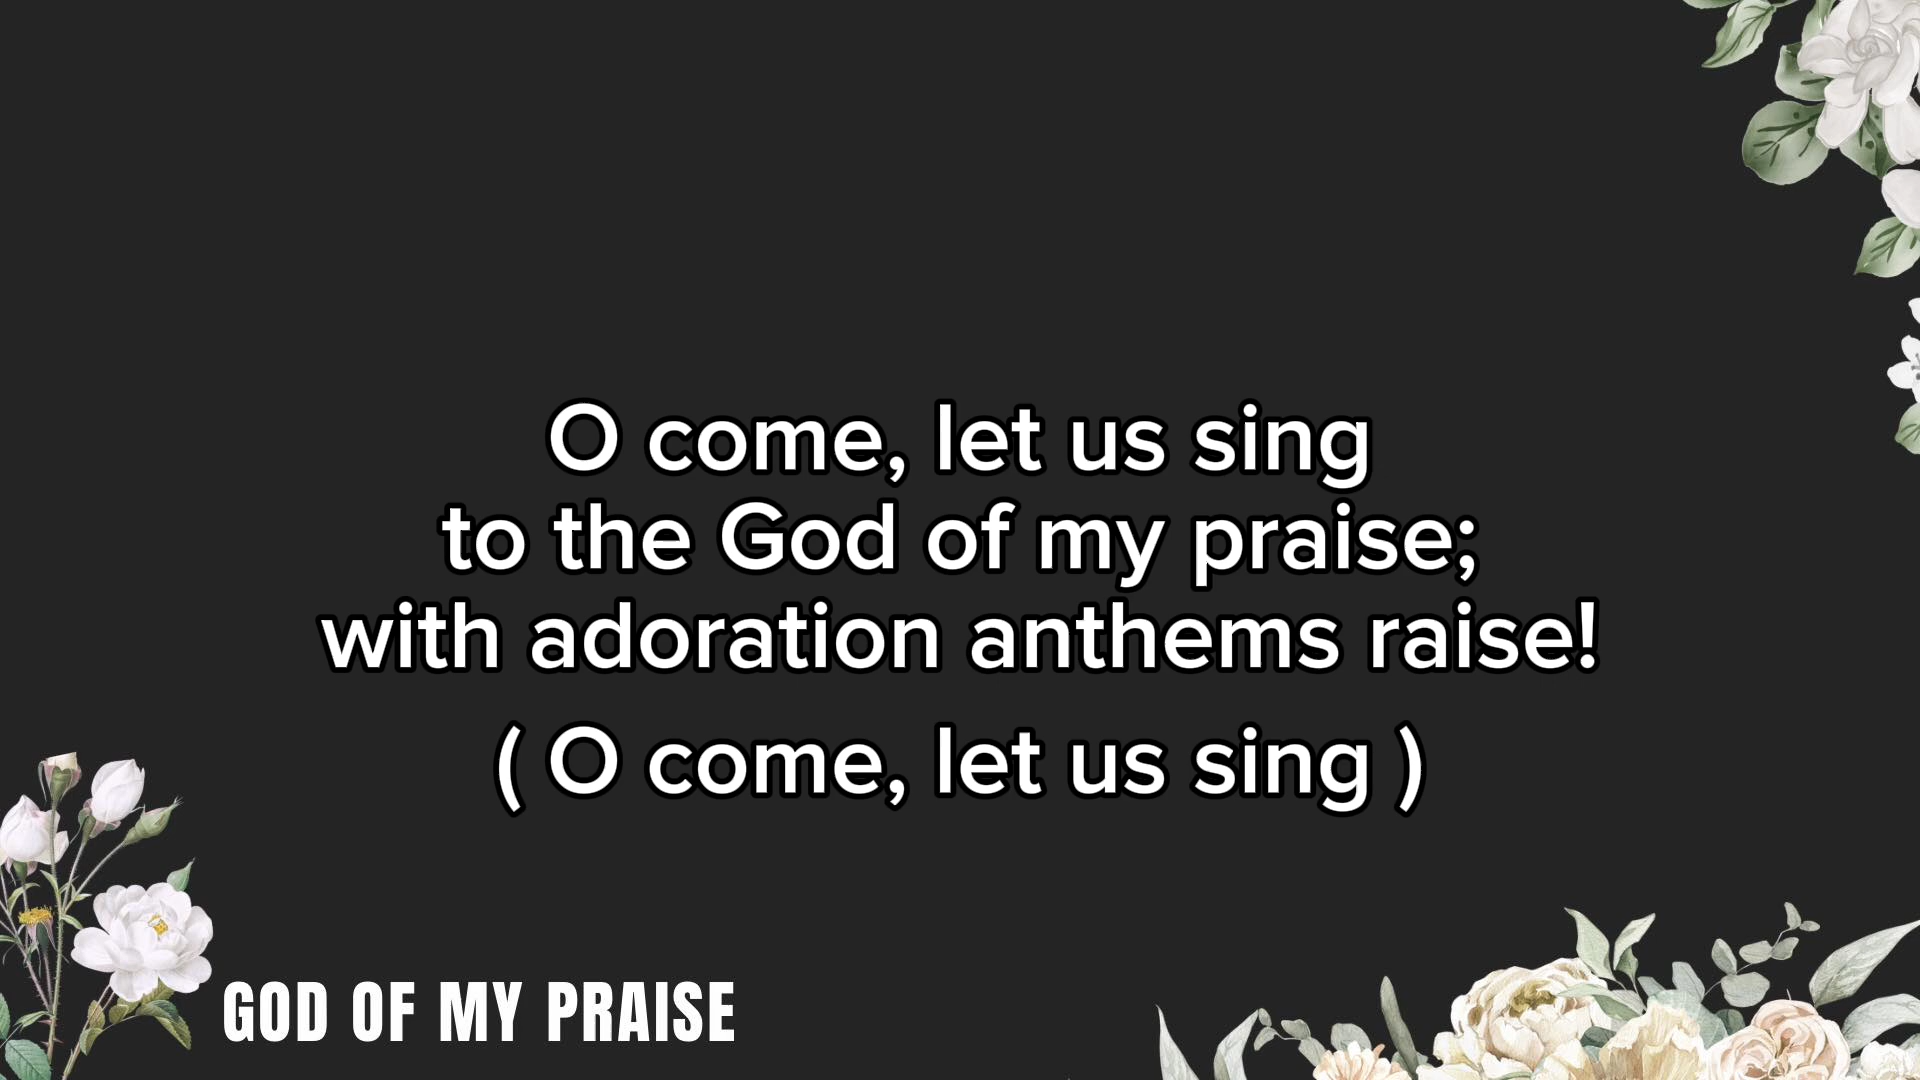 O come, let us sing
to the God of my praise;
with adoration anthems raise!
( O come, let us sing )
GOD OF MY PRAISE